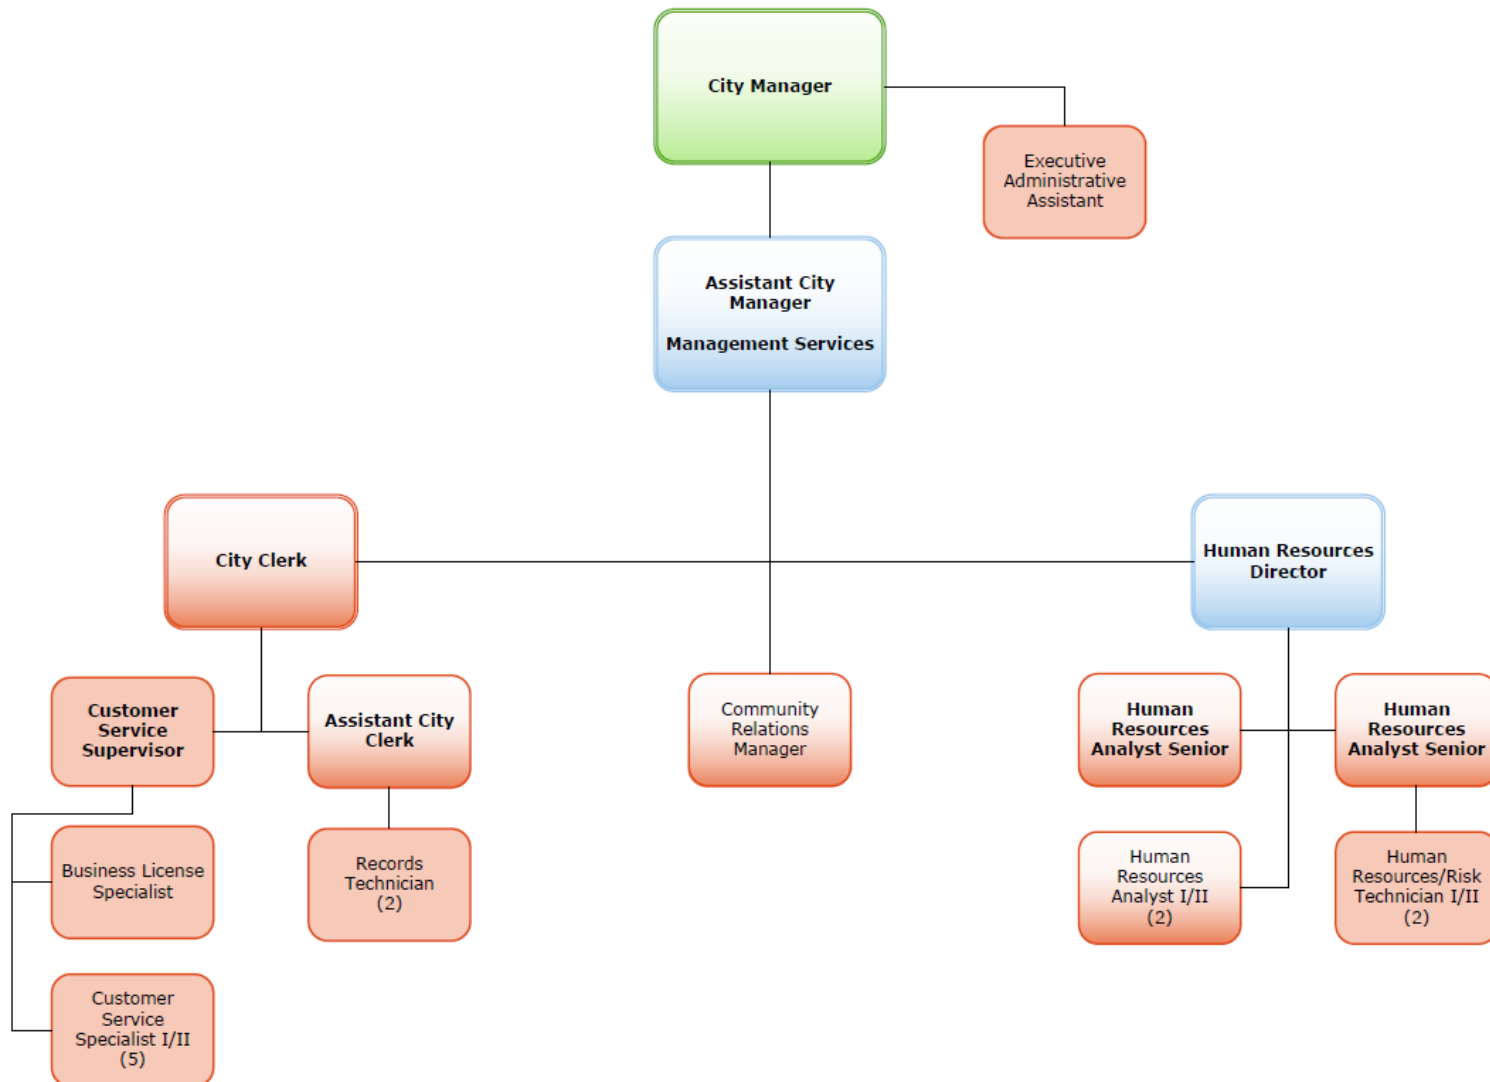 City Manager
Executive
Administrative
Assistant
Assistant City
Manager
Management Services
City Clerk
Human Resources
Director
Customer
Service
Supervisor
Assistant City
Clerk
Community
Relations
Manager
Human
Resources
Analyst Senior
Human
Resources
Analyst Senior
Business License
Specialist
Records
Technician
(2)
Human
Resources
Analyst I/II
(2)
Human
Resources/Risk
Technician I/II
(2)
Customer
Service
Specialist I/II
(5)